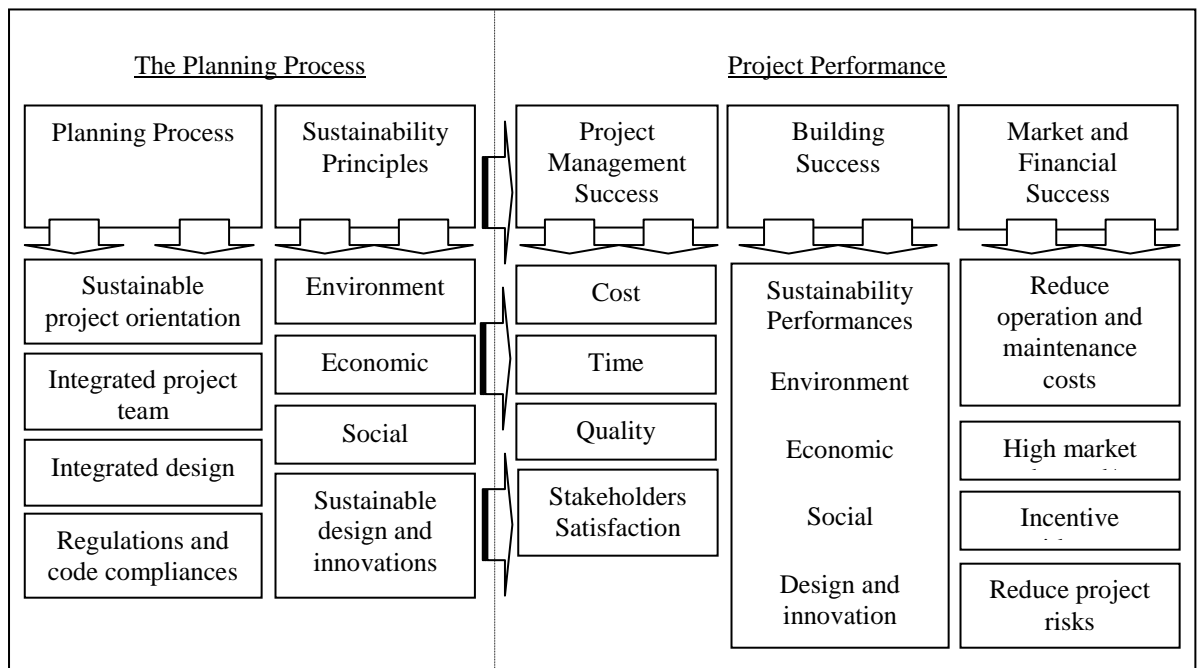 The Planning Process
Project Performance
Planning Process
Sustainability
Principles
Project
Management
Success
Building
Success
Market and
Financial
Success
Sustainable
project orientation
Integrated project
team
Integrated design
Regulations and
code compliances
Environment
Economic
Social
Sustainable
design and
innovations
Cost
Time
Quality
Stakeholders
Satisfaction
Sustainability
Performances
Environment
Economic
Social
Design and
innovation
Reduce
operation and
maintenance
costs
High market
Incentive
Reduce project
risks